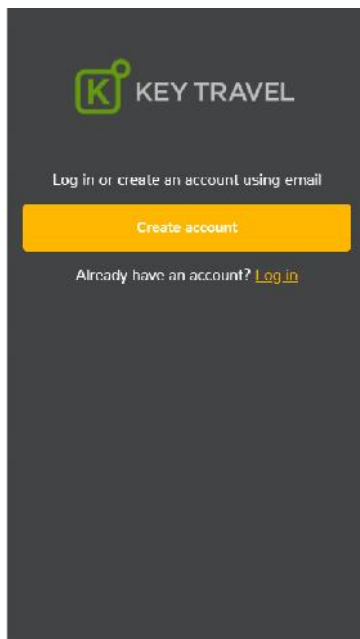 K KEY TRAVEL
Log in or create an account using email
Create account
Already have an account? Log in